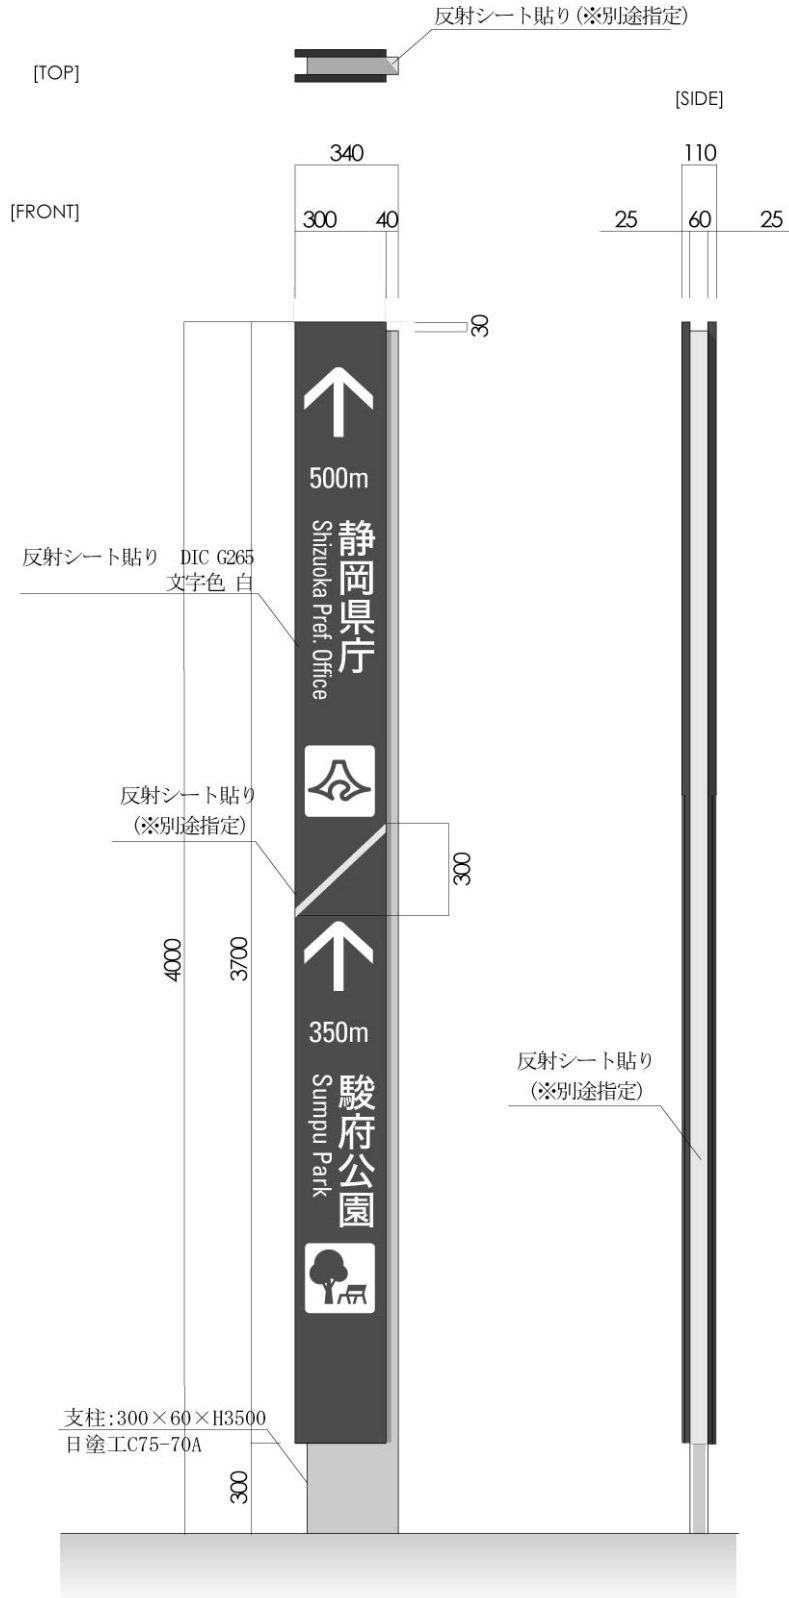 反射シート貼り(※別途指定)
[TOP]
[SIDE]
340
110
[FRONT]
300
40
25
60
25
30
500m
静岡県庁
Shizuoka Pref. Office
反射シート貼り DIC G265
文字色 白
反射シート貼り
(※別途指定)
300
4000
3700
350m
駿府公園
Sumpu Park
反射シート貼り
(※別途指定)
支柱:300×60×H3500
日塗工C75-70A
300